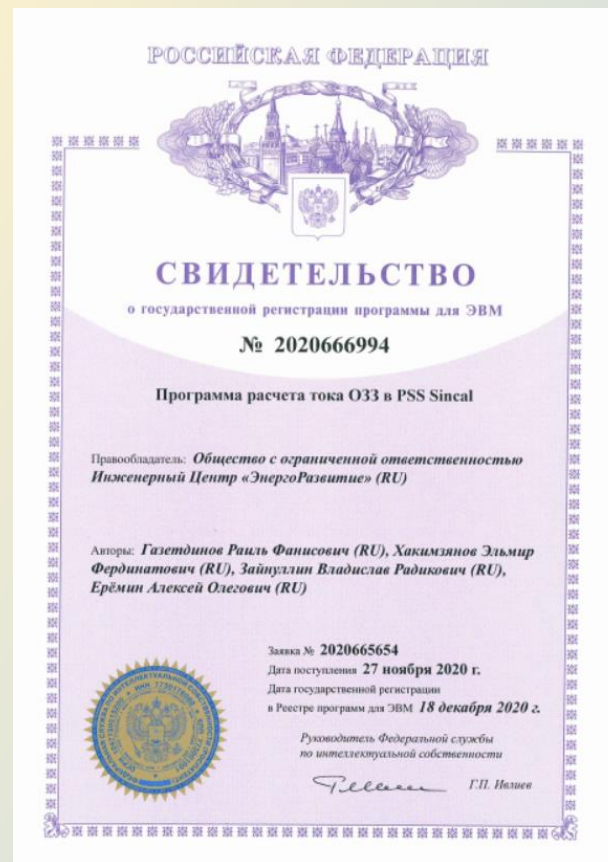 РОССИЙСКАЯ ФЕДЕРАЦИЯ
СВИДЕТЕЛЬСТВО
о государственной регистрации программы для ЭВМ
№ 2020666994
Программа расчета тока ОЗЗ в PSS Sincal
Правообладатель: Общество с ограниченной ответственностью
Инженерный Центр «ЭнергоРазвитие» (RU)
Авторы: Газетдинов Раиль Фанисович (RU), Хакимзянов Эльмир
Фердинатович (RU), Зайнуллин Владислав Радикович (RU),
Ерёмин Алексей Олегович (RU)
Заявка № 2020665654
Дата поступления 27 ноября 2020 г.
Дата государственной регистрации
в Реестре программ для ЭВМ 18 декабря 2020 г.
Руководитель Федеральной службы
по интеллектуальной собственности
Г.П. Ивлиев